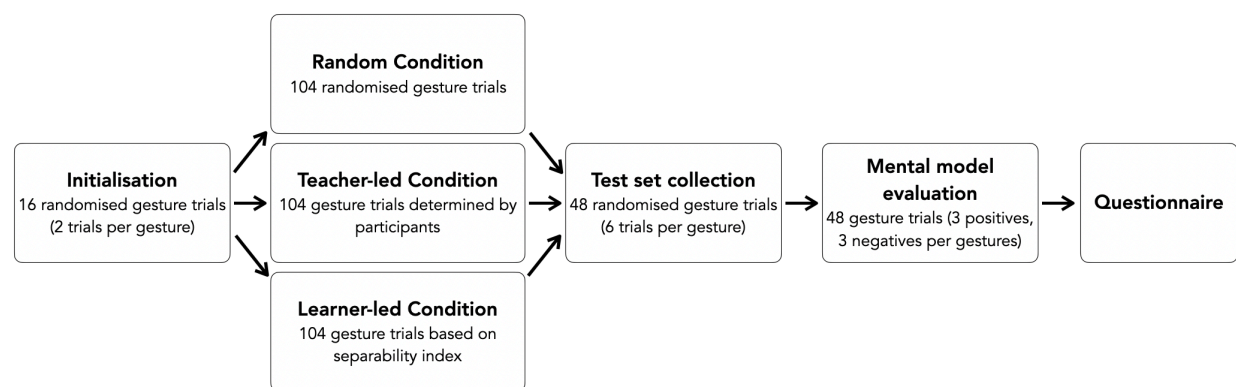 Initialisation
16 randomised gesture trials
(2 trials per gesture)
Random Condition
104 randomised gesture trials
Teacher-led Condition
104 gesture trials determined by
participants
Learner-led Condition
104 gesture trials based on
separability index
Test set collection
48 randomised gesture trials
(6 trials per gesture)
Mental model
evaluation
48 gesture trials (3 positives,
3 negatives per gestures)
Questionnaire